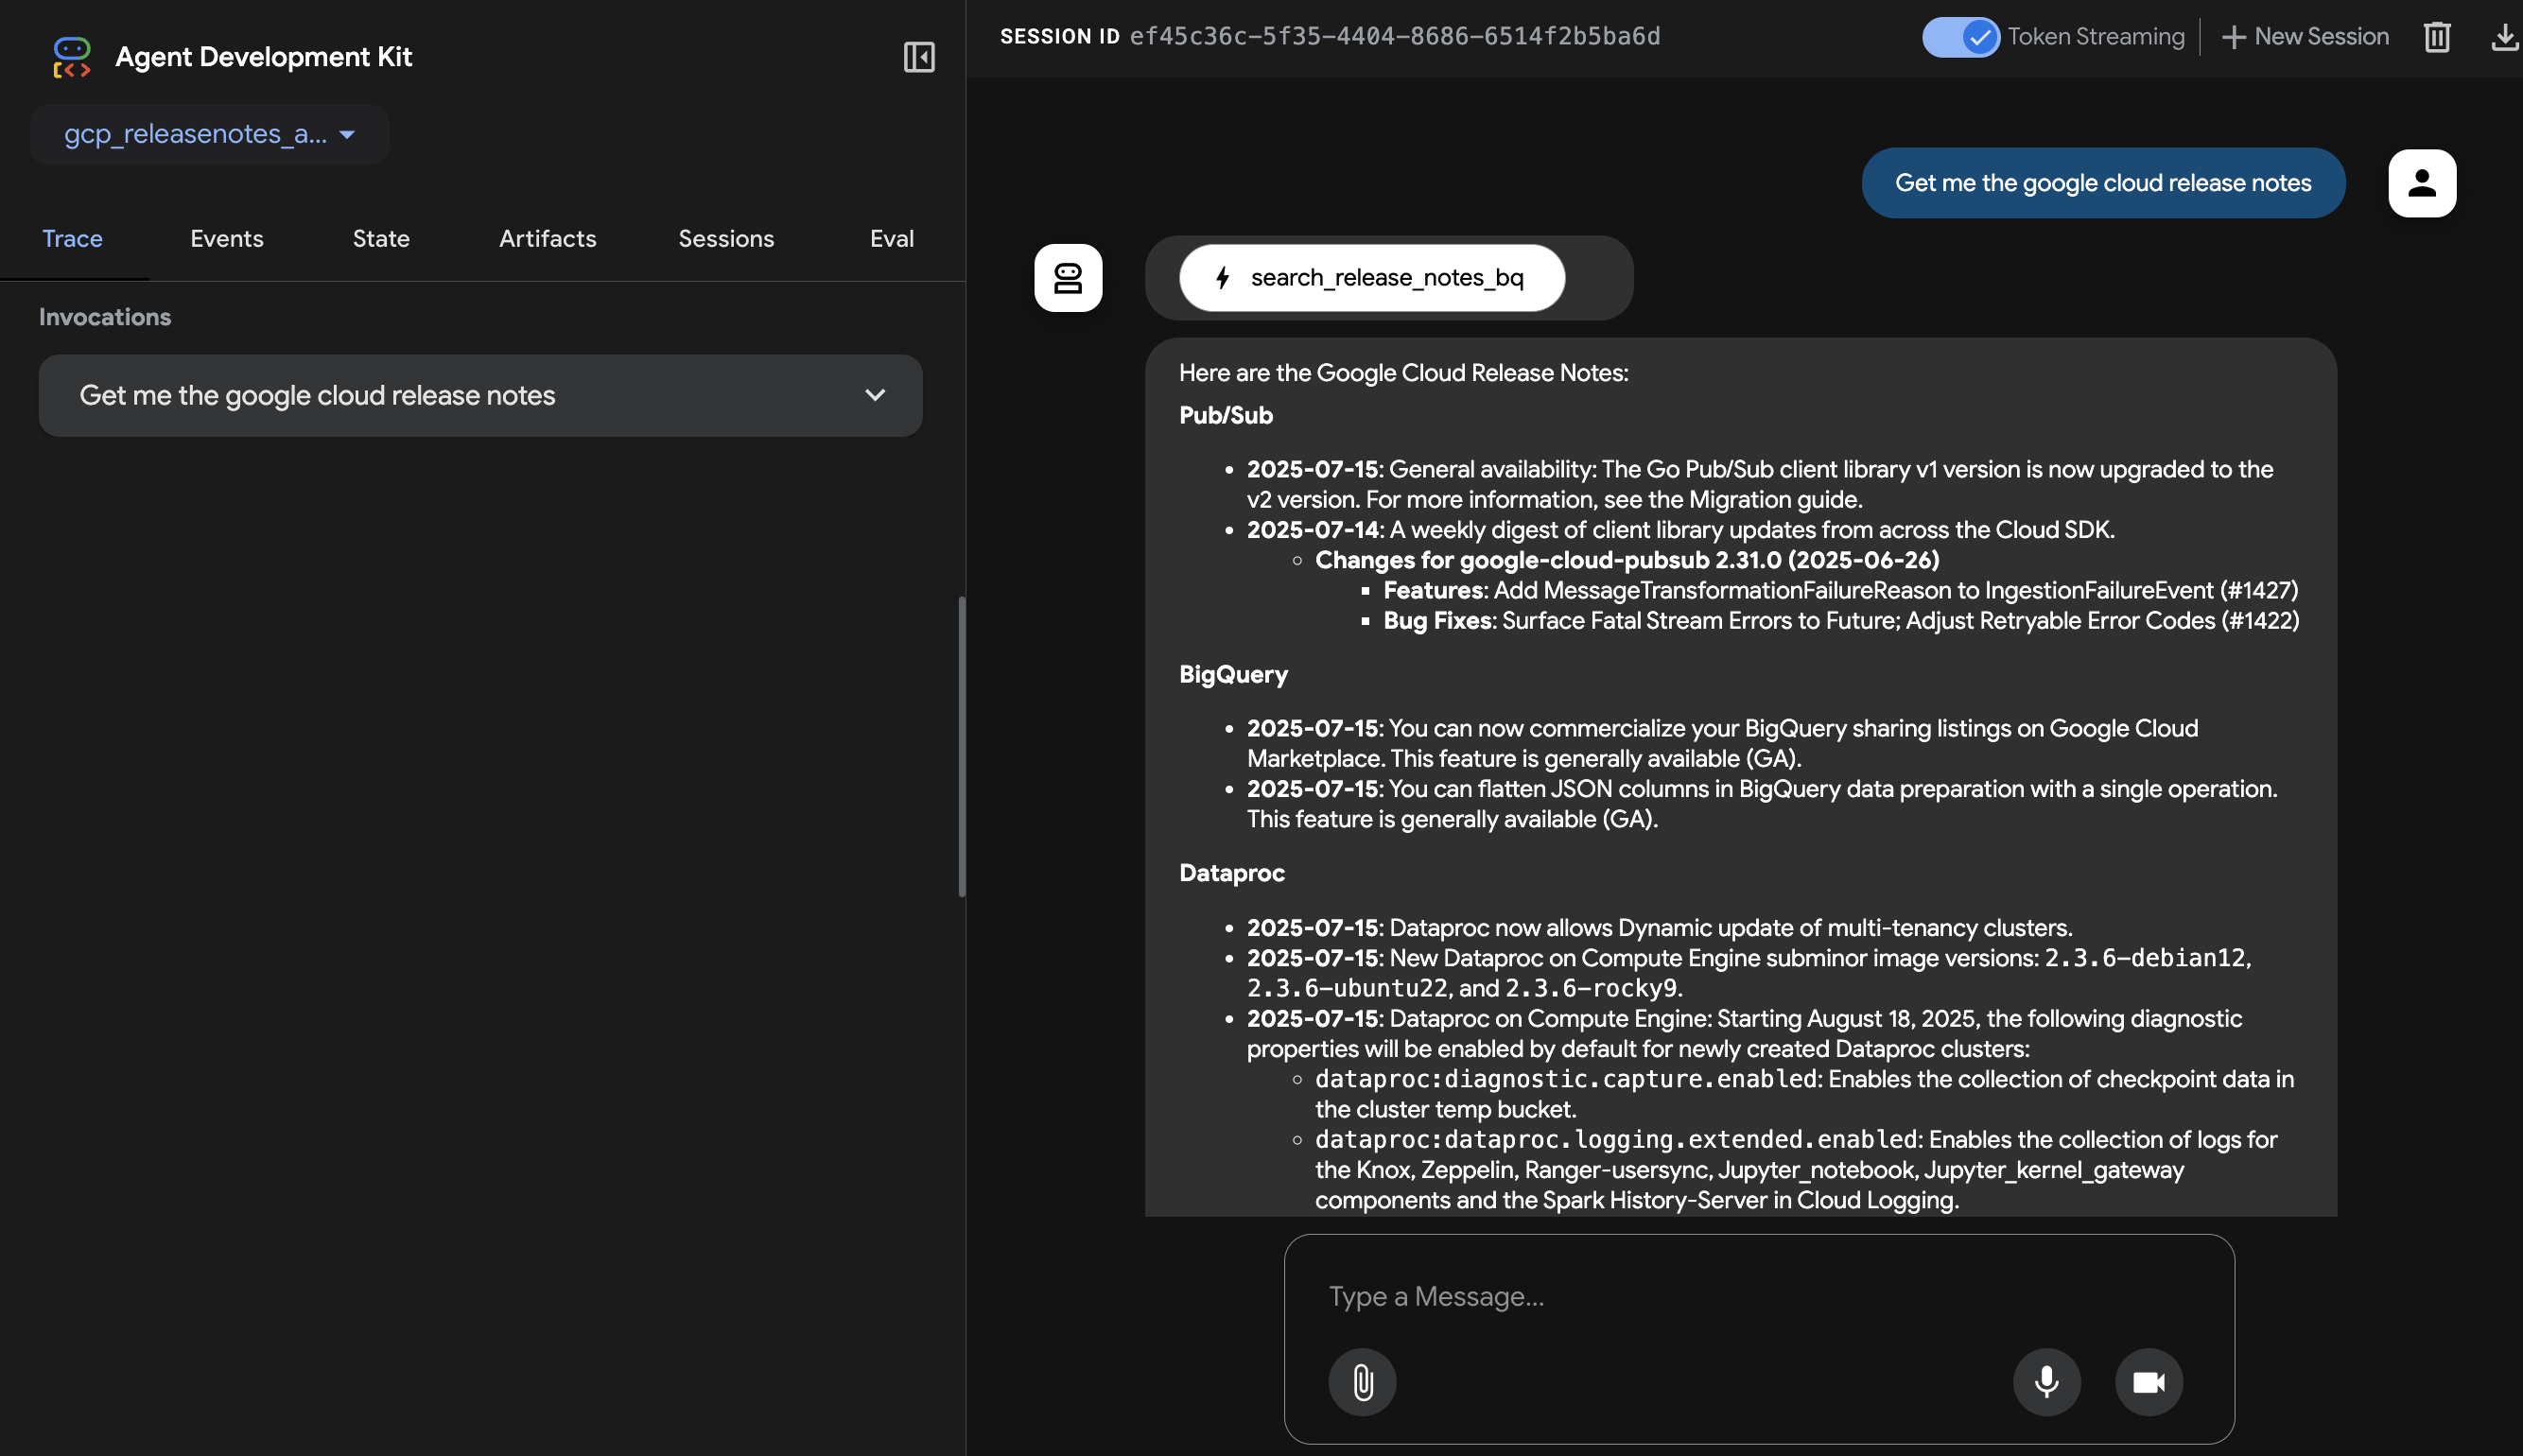 Agent Development Kit
gcp_releasenotes_a...
Trace
Events
State
Artifacts
Sessions
Eval
Invocations
Get me the google cloud release notes
SESSION ID ef45c36c-5f35-4404-8686-6514f2b5ba6d
Token Streaming
New Session
Get me the google cloud release notes
search_release_notes_bq
Here are the Google Cloud Release Notes:
Pub/Sub
• 2025-07-15: General availability: The Go Pub/Sub client library v1 version is now upgraded to the
v2 version. For more information, see the Migration guide.
• 2025-07-14: A weekly digest of client library updates from across the Cloud SDK.
◦ Changes for google-cloud-pubsub 2.31.0 (2025-06-26)
▪ Features: Add MessageTransformationFailureReason to IngestionFailureEvent (#1427)
▪ Bug Fixes: Surface Fatal Stream Errors to Future; Adjust Retryable Error Codes (#1422)
BigQuery
• 2025-07-15: You can now commercialize your BigQuery sharing listings on Google Cloud
Marketplace. This feature is generally available (GA).
• 2025-07-15: You can flatten JSON columns in BigQuery data preparation with a single operation.
This feature is generally available (GA).
Dataproc
• 2025-07-15: Dataproc now allows Dynamic update of multi-tenancy clusters.
• 2025-07-15: New Dataproc on Compute Engine subminor image versions: 2.3.6-debian12,
2.3.6-ubuntu22, and 2.3.6-rocky9.
• 2025-07-15: Dataproc on Compute Engine: Starting August 18, 2025, the following diagnostic
properties will be enabled by default for newly created Dataproc clusters:
◦ dataproc:diagnostic.capture.enabled: Enables the collection of checkpoint data in
the cluster temp bucket.
◦ dataproc:dataproc.logging.extended.enabled: Enables the collection of logs for
the Knox, Zeppelin, Ranger-usersync, Jupyter_notebook, Jupyter_kernel_gateway
components and the Spark History-Server in Cloud Logging.
Type a Message...